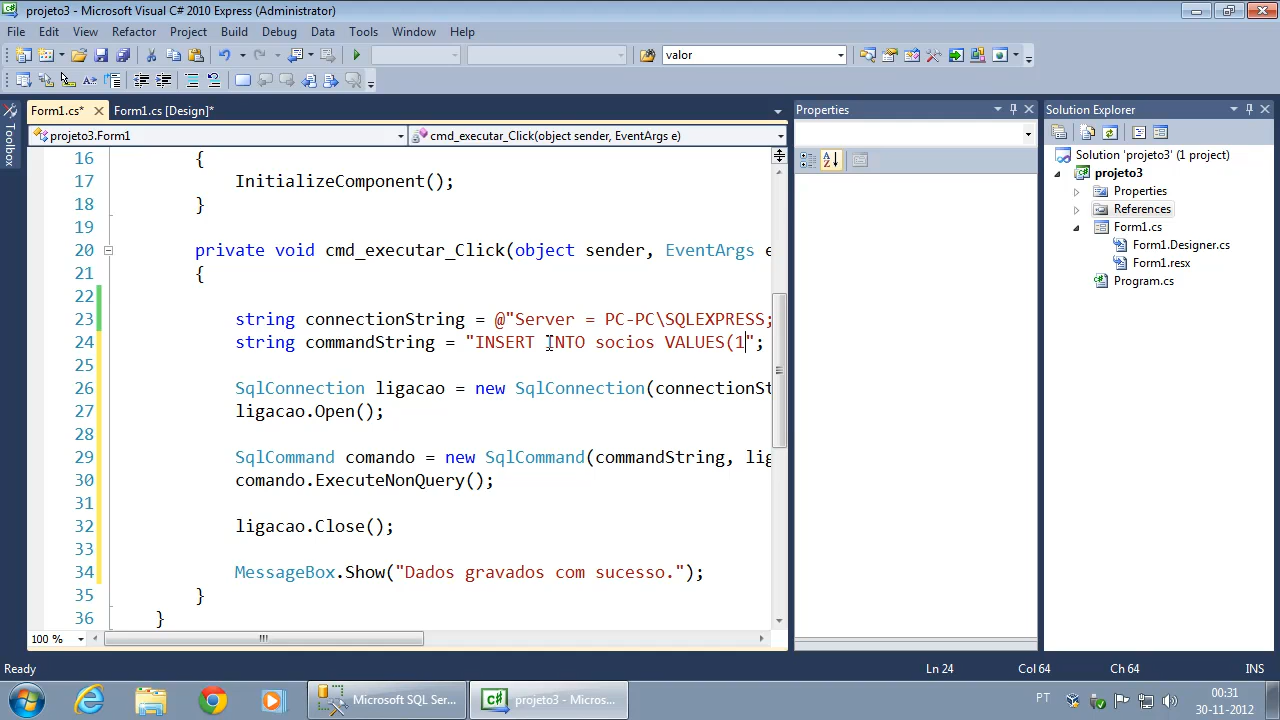 projeto3 - Microsoft Visual C# 2010 Express (Administrator)
File Edit View Refactor Project Build Debug Data Tools Window Help
valor
Form1.cs* Form1.cs [Design]*
Toolbox
projeto3.Form1 cmd_executar_Click(object sender, EventArgs e)
16 {
17 InitializeComponent();
18 }
19
20 private void cmd_executar_Click(object sender, EventArgs e
21 {
22
23 string connectionString = @"Server = PC-PC\SQLEXPRESS;
24 string commandString = "INSERT INTO socios VALUES(1";
25
26 SqlConnection ligacao = new SqlConnection(connectionSt
27 ligacao.Open();
28
29 SqlCommand comando = new SqlCommand(commandString, lig
30 comando.ExecuteNonQuery();
31
32 ligacao.Close();
33
34 MessageBox.Show("Dados gravados com sucesso.");
35 }
36 }
100 %
Properties
Solution Explorer
Solution 'projeto3' (1 project)
projeto3
Properties
References
Form1.cs
Form1.Designer.cs
Form1.resx
Program.cs
Ready Ln 24 Col 64 Ch 64 INS
Microsoft SQL Ser... projeto3 - Micros... PT 00:31
30-11-2012